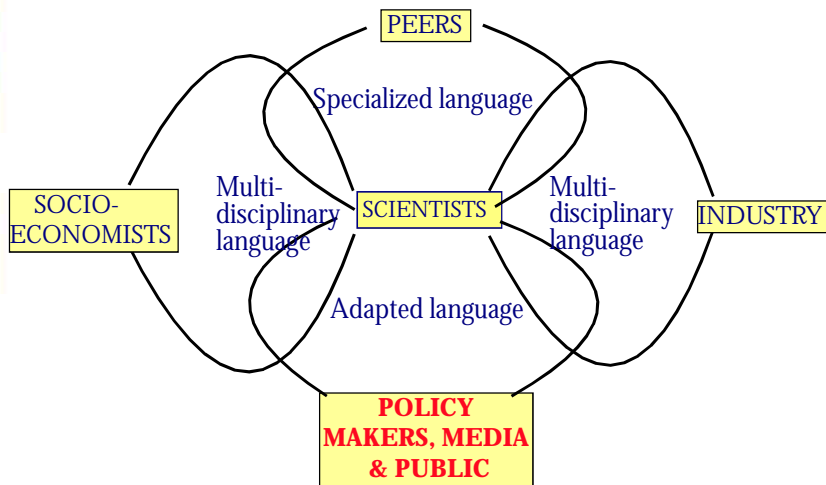 PEERS
Specialized language
Multi-
disciplinary
language
SOCIO-
ECONOMISTS
SCIENTISTS
Multi-
disciplinary
language
INDUSTRY
Adapted language
POLICY
MAKERS, MEDIA
& PUBLIC